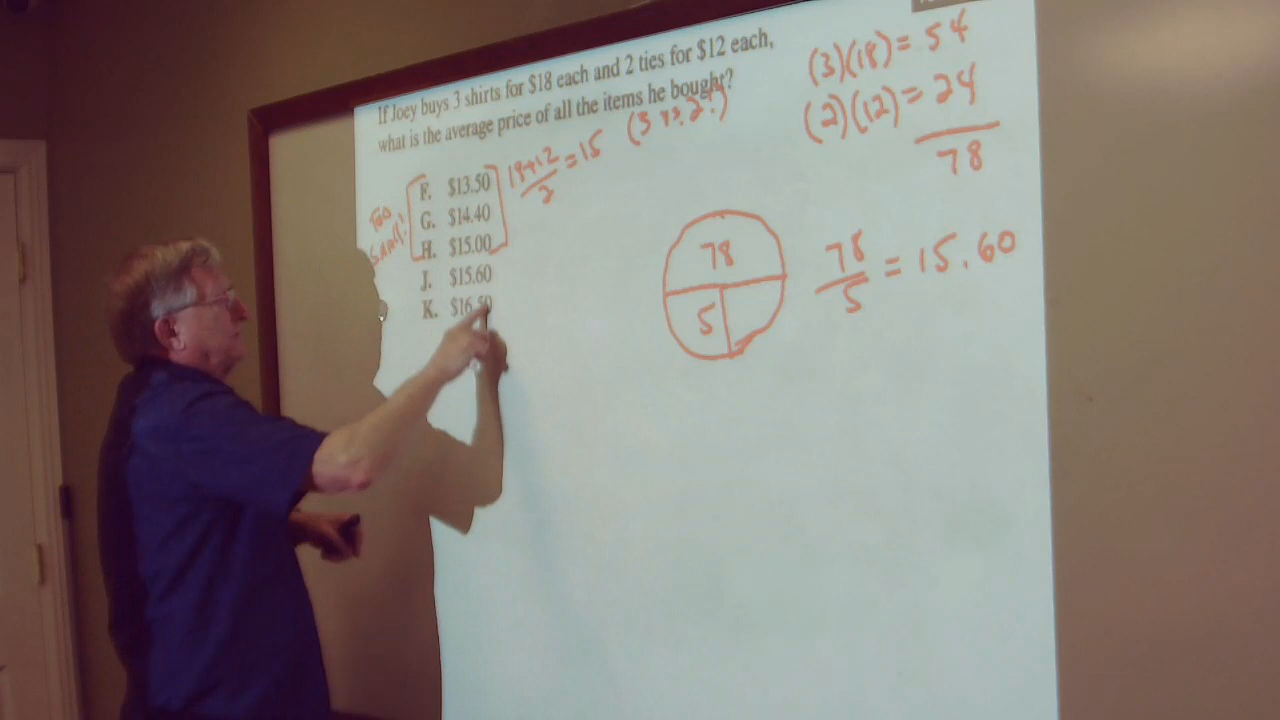 If Joey buys 3 shirts for $18 each and 2 ties for $12 each,
what is the average price of all the items he bought?
F. $13.50
G. $14.40
H. $15.00
J. $15.60
K. $16.50
TOO
SMALL!
18+12
2
= 15
(3)(18) = 54
(2)(12) = 24
78
78
5
78
5
= 15.60